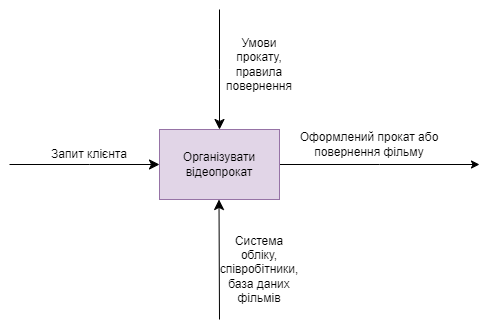 Умови
прокату,
правила
повернення
Запит клієнта
Організувати
відеопрокат
Оформлений прокат або
повернення фільму
Система
обліку,
співробітники,
база даних
фільмів